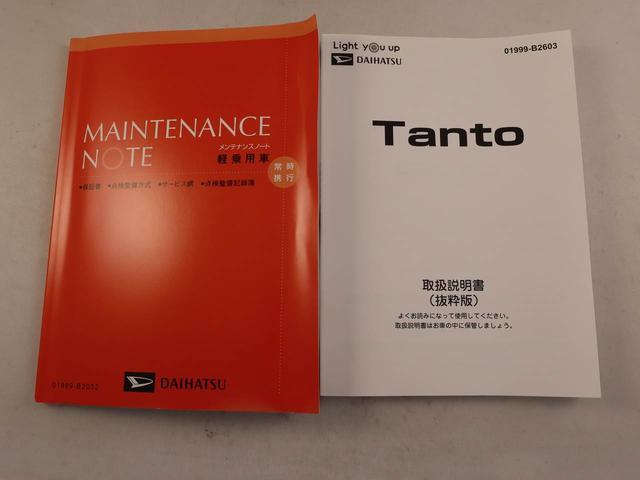 MAINTENANCE
NOTE
メンテナンスノート
軽乗用車
常時
携行
●保証書 ●点検整備方式 ●サービス網 ●点検整備記録簿
01999-B2032
DAIHATSU
Light you up
DAIHATSU
01999-B2603
Tanto
取扱説明書
（抜粋版）
よくお読みになって使用してください。
取扱説明書はお車の中に保管しましょう。